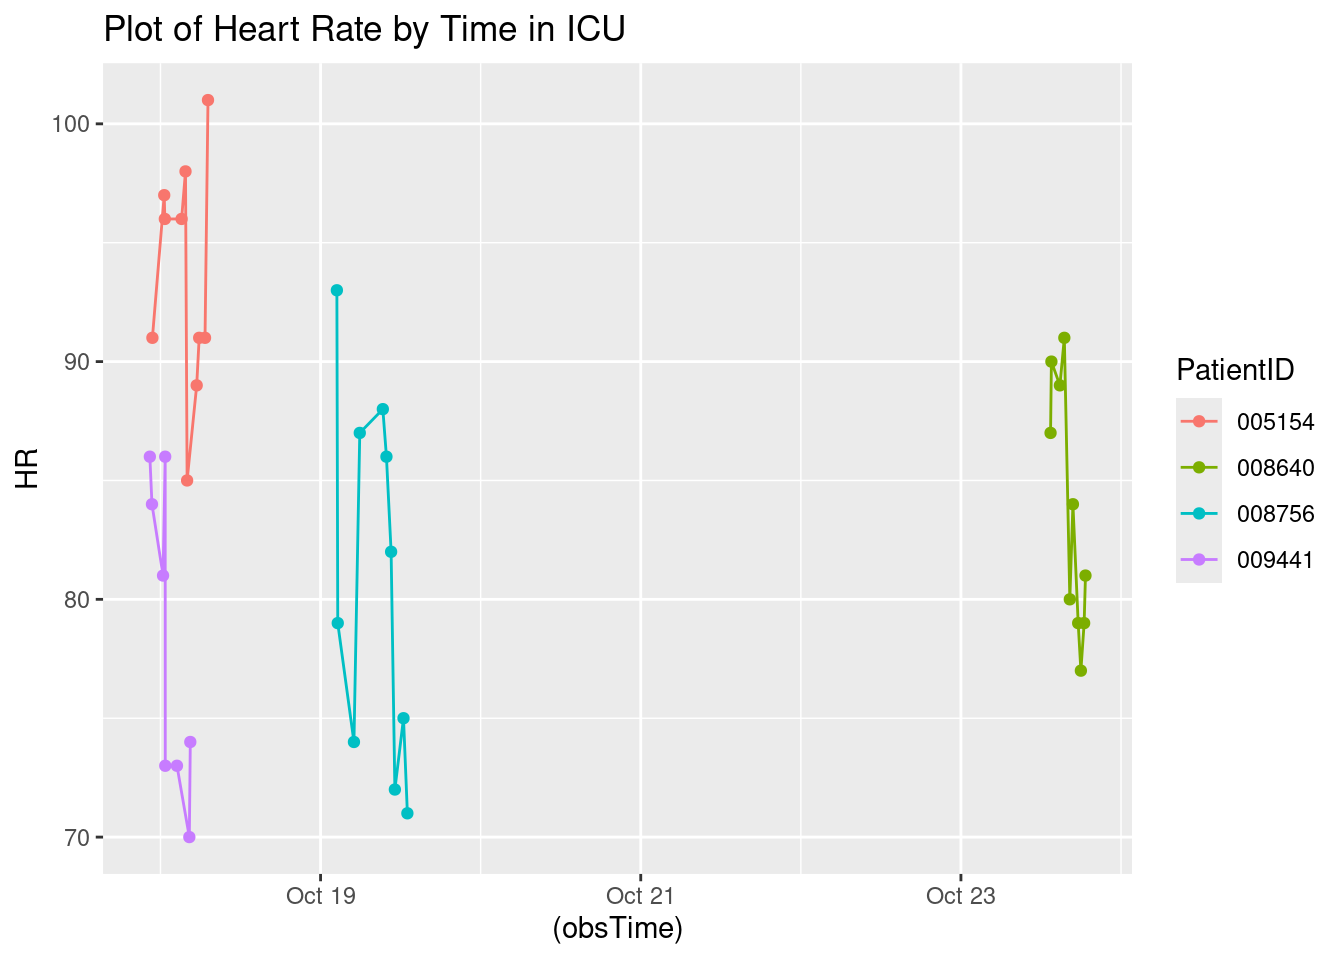 Plot of Heart Rate by Time in ICU
100
90
80
70
HR
Oct 19
Oct 21
Oct 23
(obsTime)
PatientID
005154
008640
008756
009441